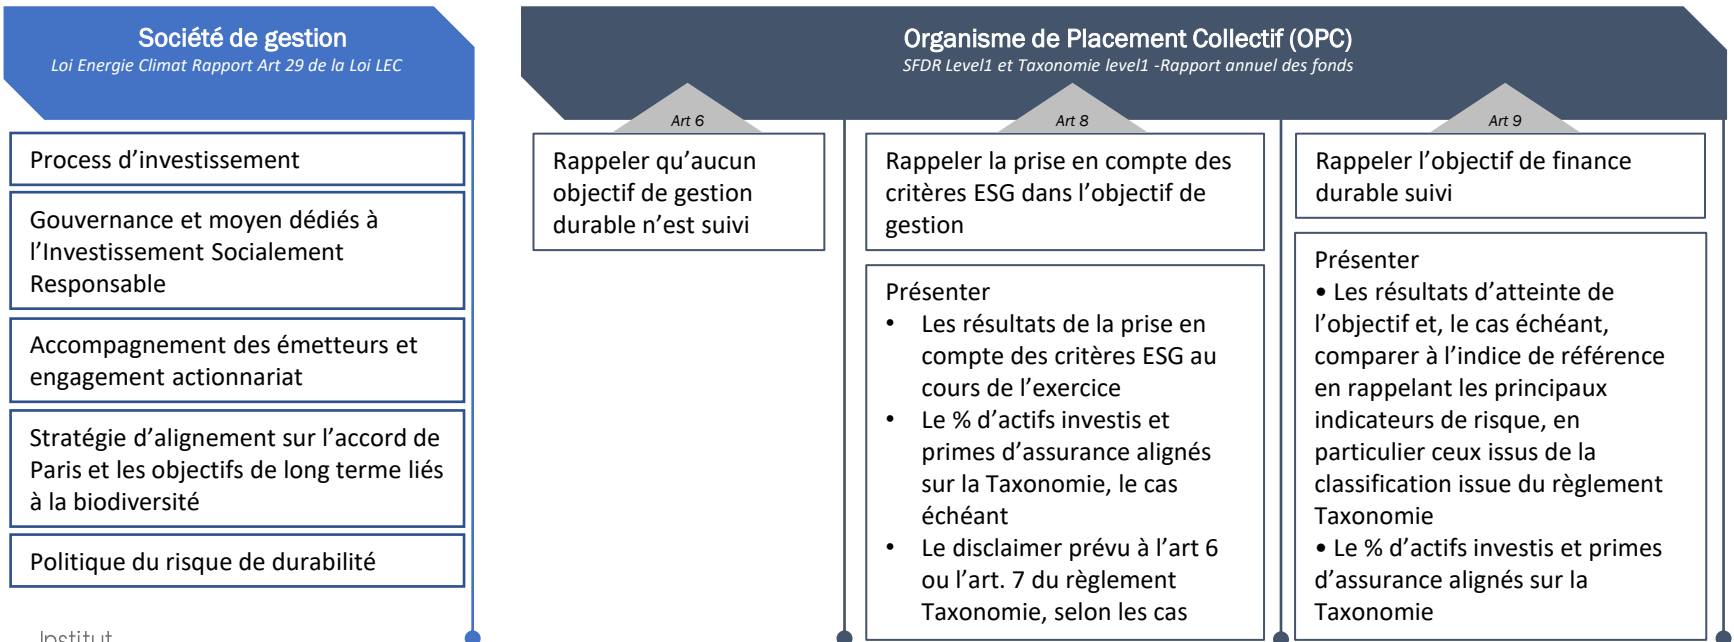 Société de gestion
Loi Energie Climat Rapport Art 29 de la Loi LEC
Process d’investissement
Gouvernance et moyen dédiés à
l’Investissement Socialement
Responsable
Accompagnement des émetteurs et
engagement actionnariat
Stratégie d’alignement sur l’accord de
Paris et les objectifs de long terme liés
à la biodiversité
Politique du risque de durabilité
Institut
Organisme de Placement Collectif (OPC)
SFDR Level1 et Taxonomie level1 -Rapport annuel des fonds
Art 6
Rappeler qu’aucun
objectif de gestion
durable n’est suivi
Art 8
Rappeler la prise en compte des
critères ESG dans l’objectif de
gestion
Présenter
• Les résultats de la prise en
compte des critères ESG au
cours de l’exercice
• Le % d’actifs investis et
primes d’assurance alignés
sur la Taxonomie, le cas
échéant
• Le disclaimer prévu à l’art 6
ou l’art. 7 du règlement
Taxonomie, selon les cas
Art 9
Rappeler l’objectif de finance
durable suivi
Présenter
• Les résultats d’atteinte de
l’objectif et, le cas échéant,
comparer à l’indice de référence
en rappelant les principaux
indicateurs de risque, en
particulier ceux issus de la
classification issue du règlement
Taxonomie
• Le % d’actifs investis et primes
d’assurance alignés sur la
Taxonomie